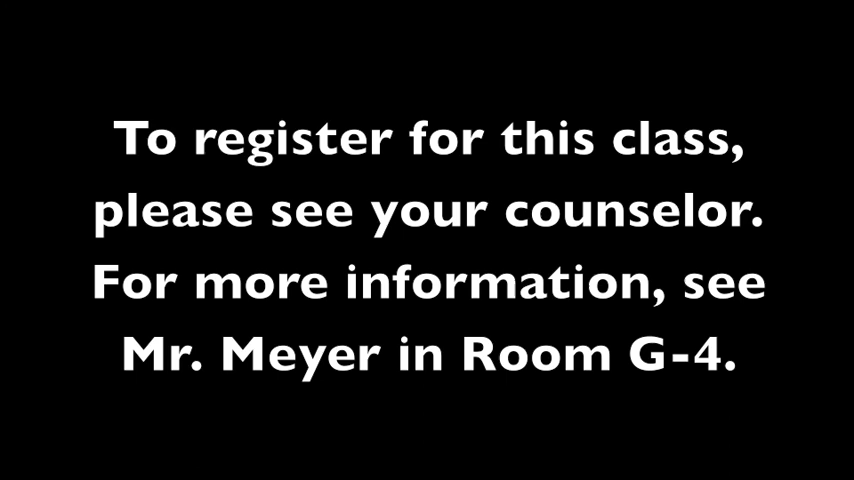 To register for this class,
please see your counselor.
For more information, see
Mr. Meyer in Room G-4.